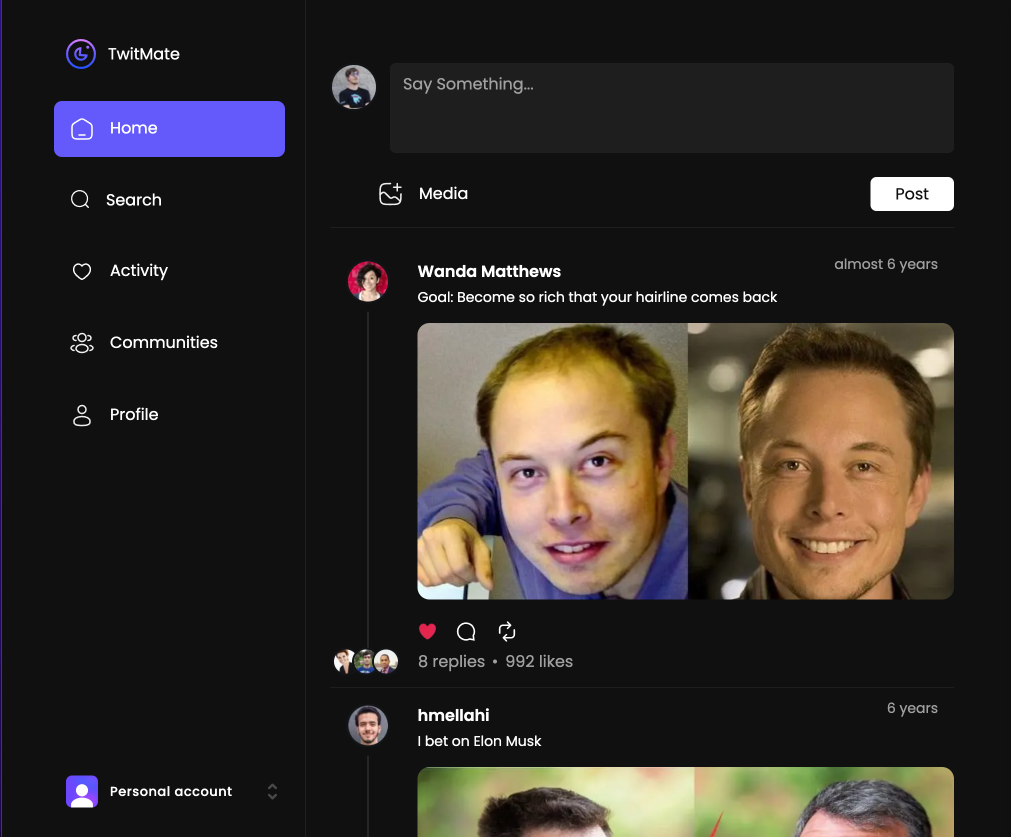 TwitMate
Home
Search
Activity
Communities
Profile
Personal account
Say Something...
Media
Post
Wanda Matthews
almost 6 years
Goal: Become so rich that your hairline comes back
8 replies • 992 likes
hmellahi
6 years
I bet on Elon Musk